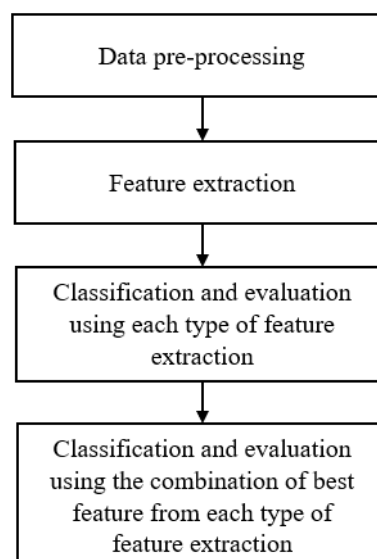 Data pre-processing
Feature extraction
Classification and evaluation
using each type of feature
extraction
Classification and evaluation
using the combination of best
feature from each type of
feature extraction